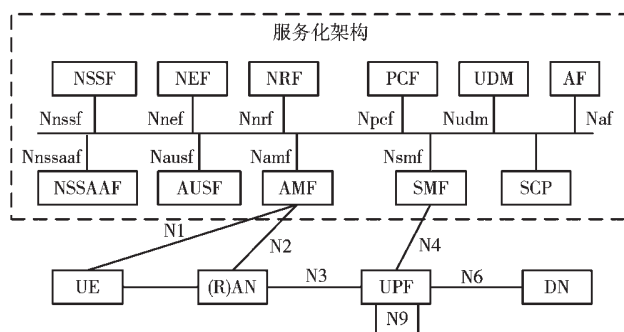 服务化架构
NSSF NEF NRF PCF UDM AF
Nnssf Nnef Nnrf Npcf Nudm Naf
Nnssaaf Nausf Namf Nsmf
NSSAAF AUSF AMF SMF SCP
N1 N2 N4
UE (R)AN N3 UPF N6 DN
N9